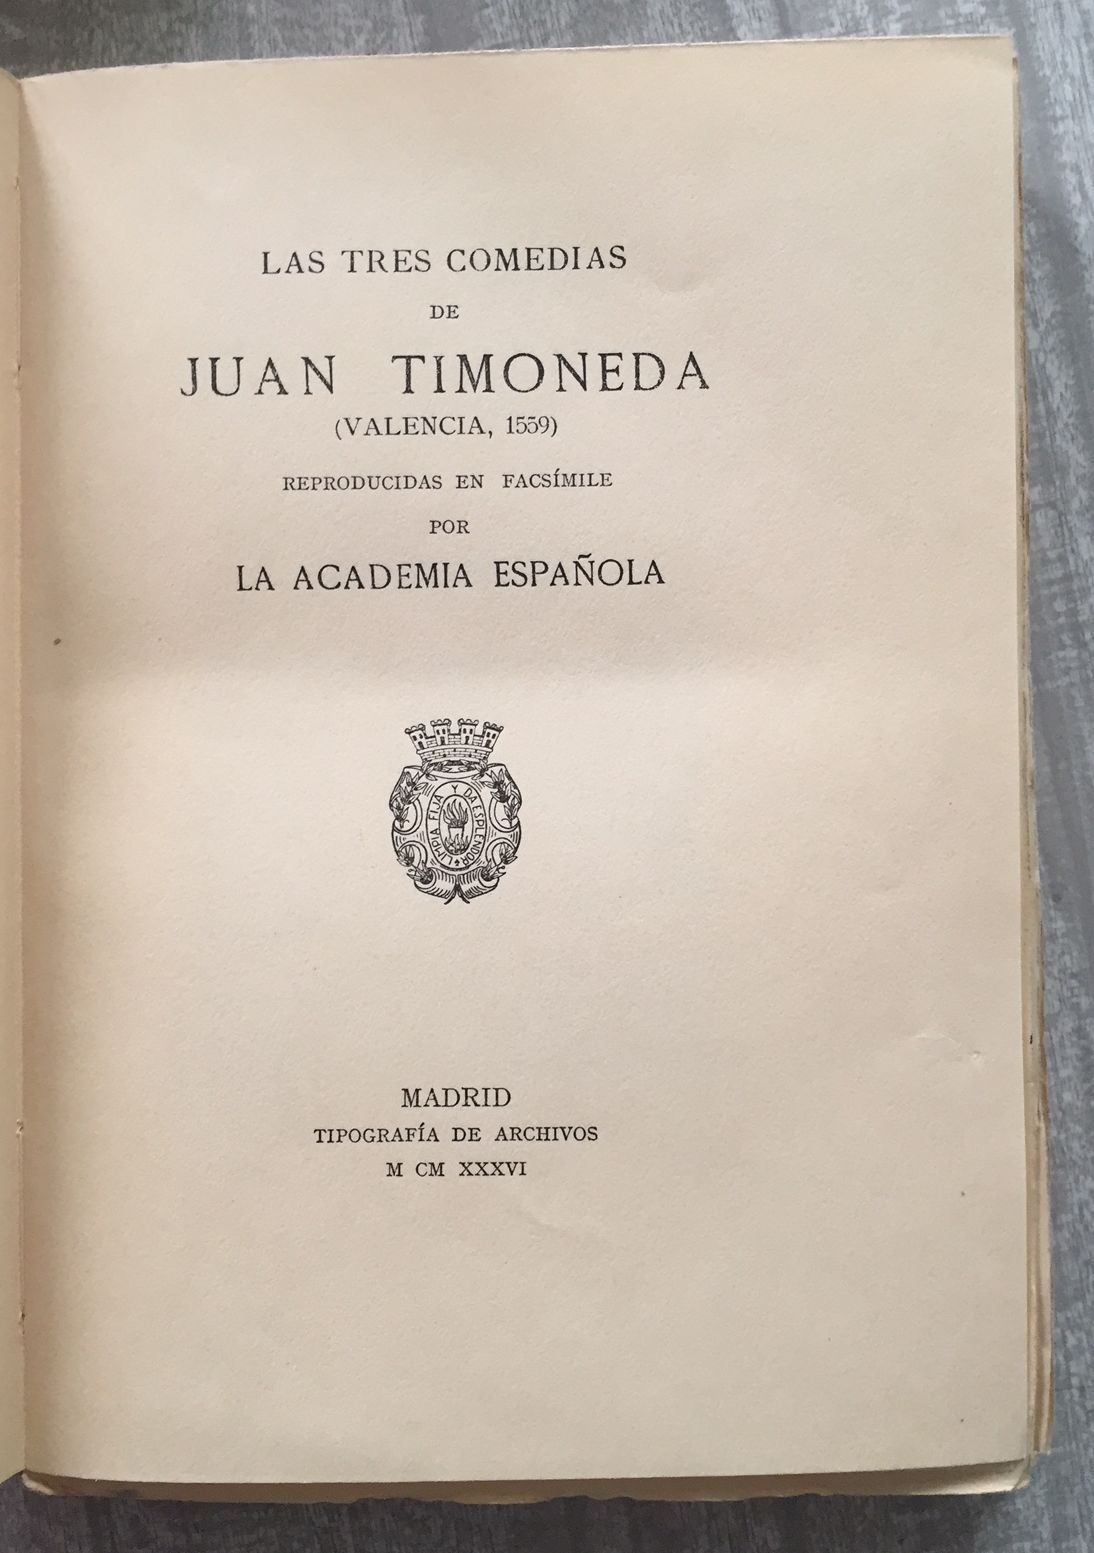 LAS TRES COMEDIAS
DE
JUAN TIMONEDA
(VALENCIA, 1559)
REPRODUCIDAS EN FACSÍMILE
POR
LA ACADEMIA ESPAÑOLA
LIMPIA FIJA Y DA ESPLENDOR
MADRID
TIPOGRAFÍA DE ARCHIVOS
M CM XXXVI